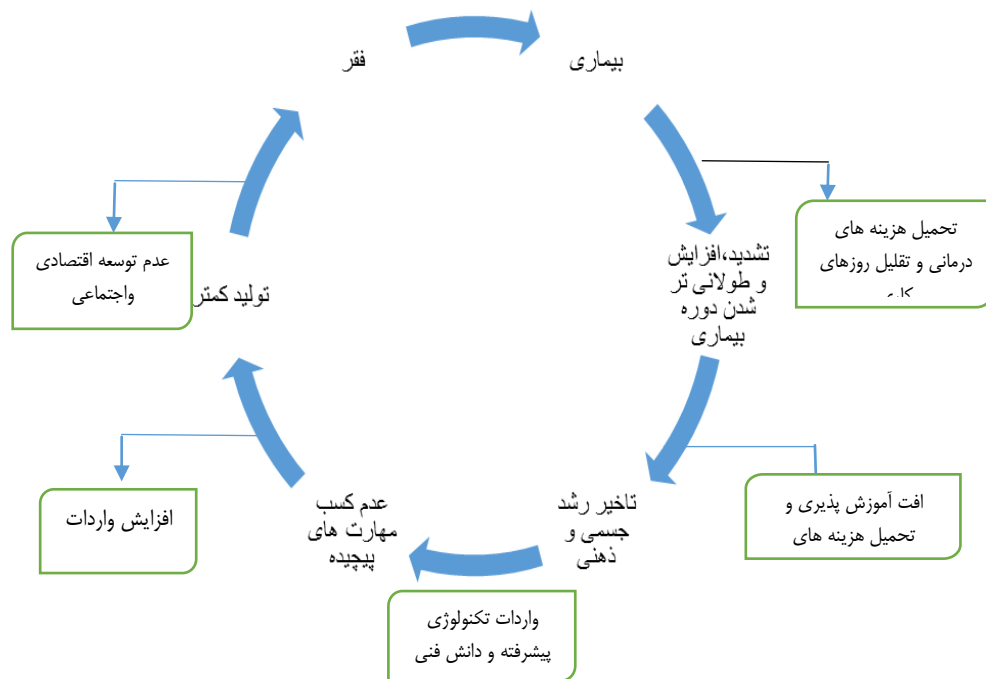 فقر
بیماری
تحمیل هزینه های
درمانی و تقلیل روزهای
تشدید،افزایش
و طولانی تر
شدن دوره
بیماری
افت آموزش پذیری و
تحمیل هزینه های
تاخیر رشد
جسمی و
ذهنی
واردات تکنولوژی
پیشرفته و دانش فنی
عدم کسب
مهارت های
پیچیده
افزایش واردات
تولید کمتر
عدم توسعه اقتصادی
واجتماعی